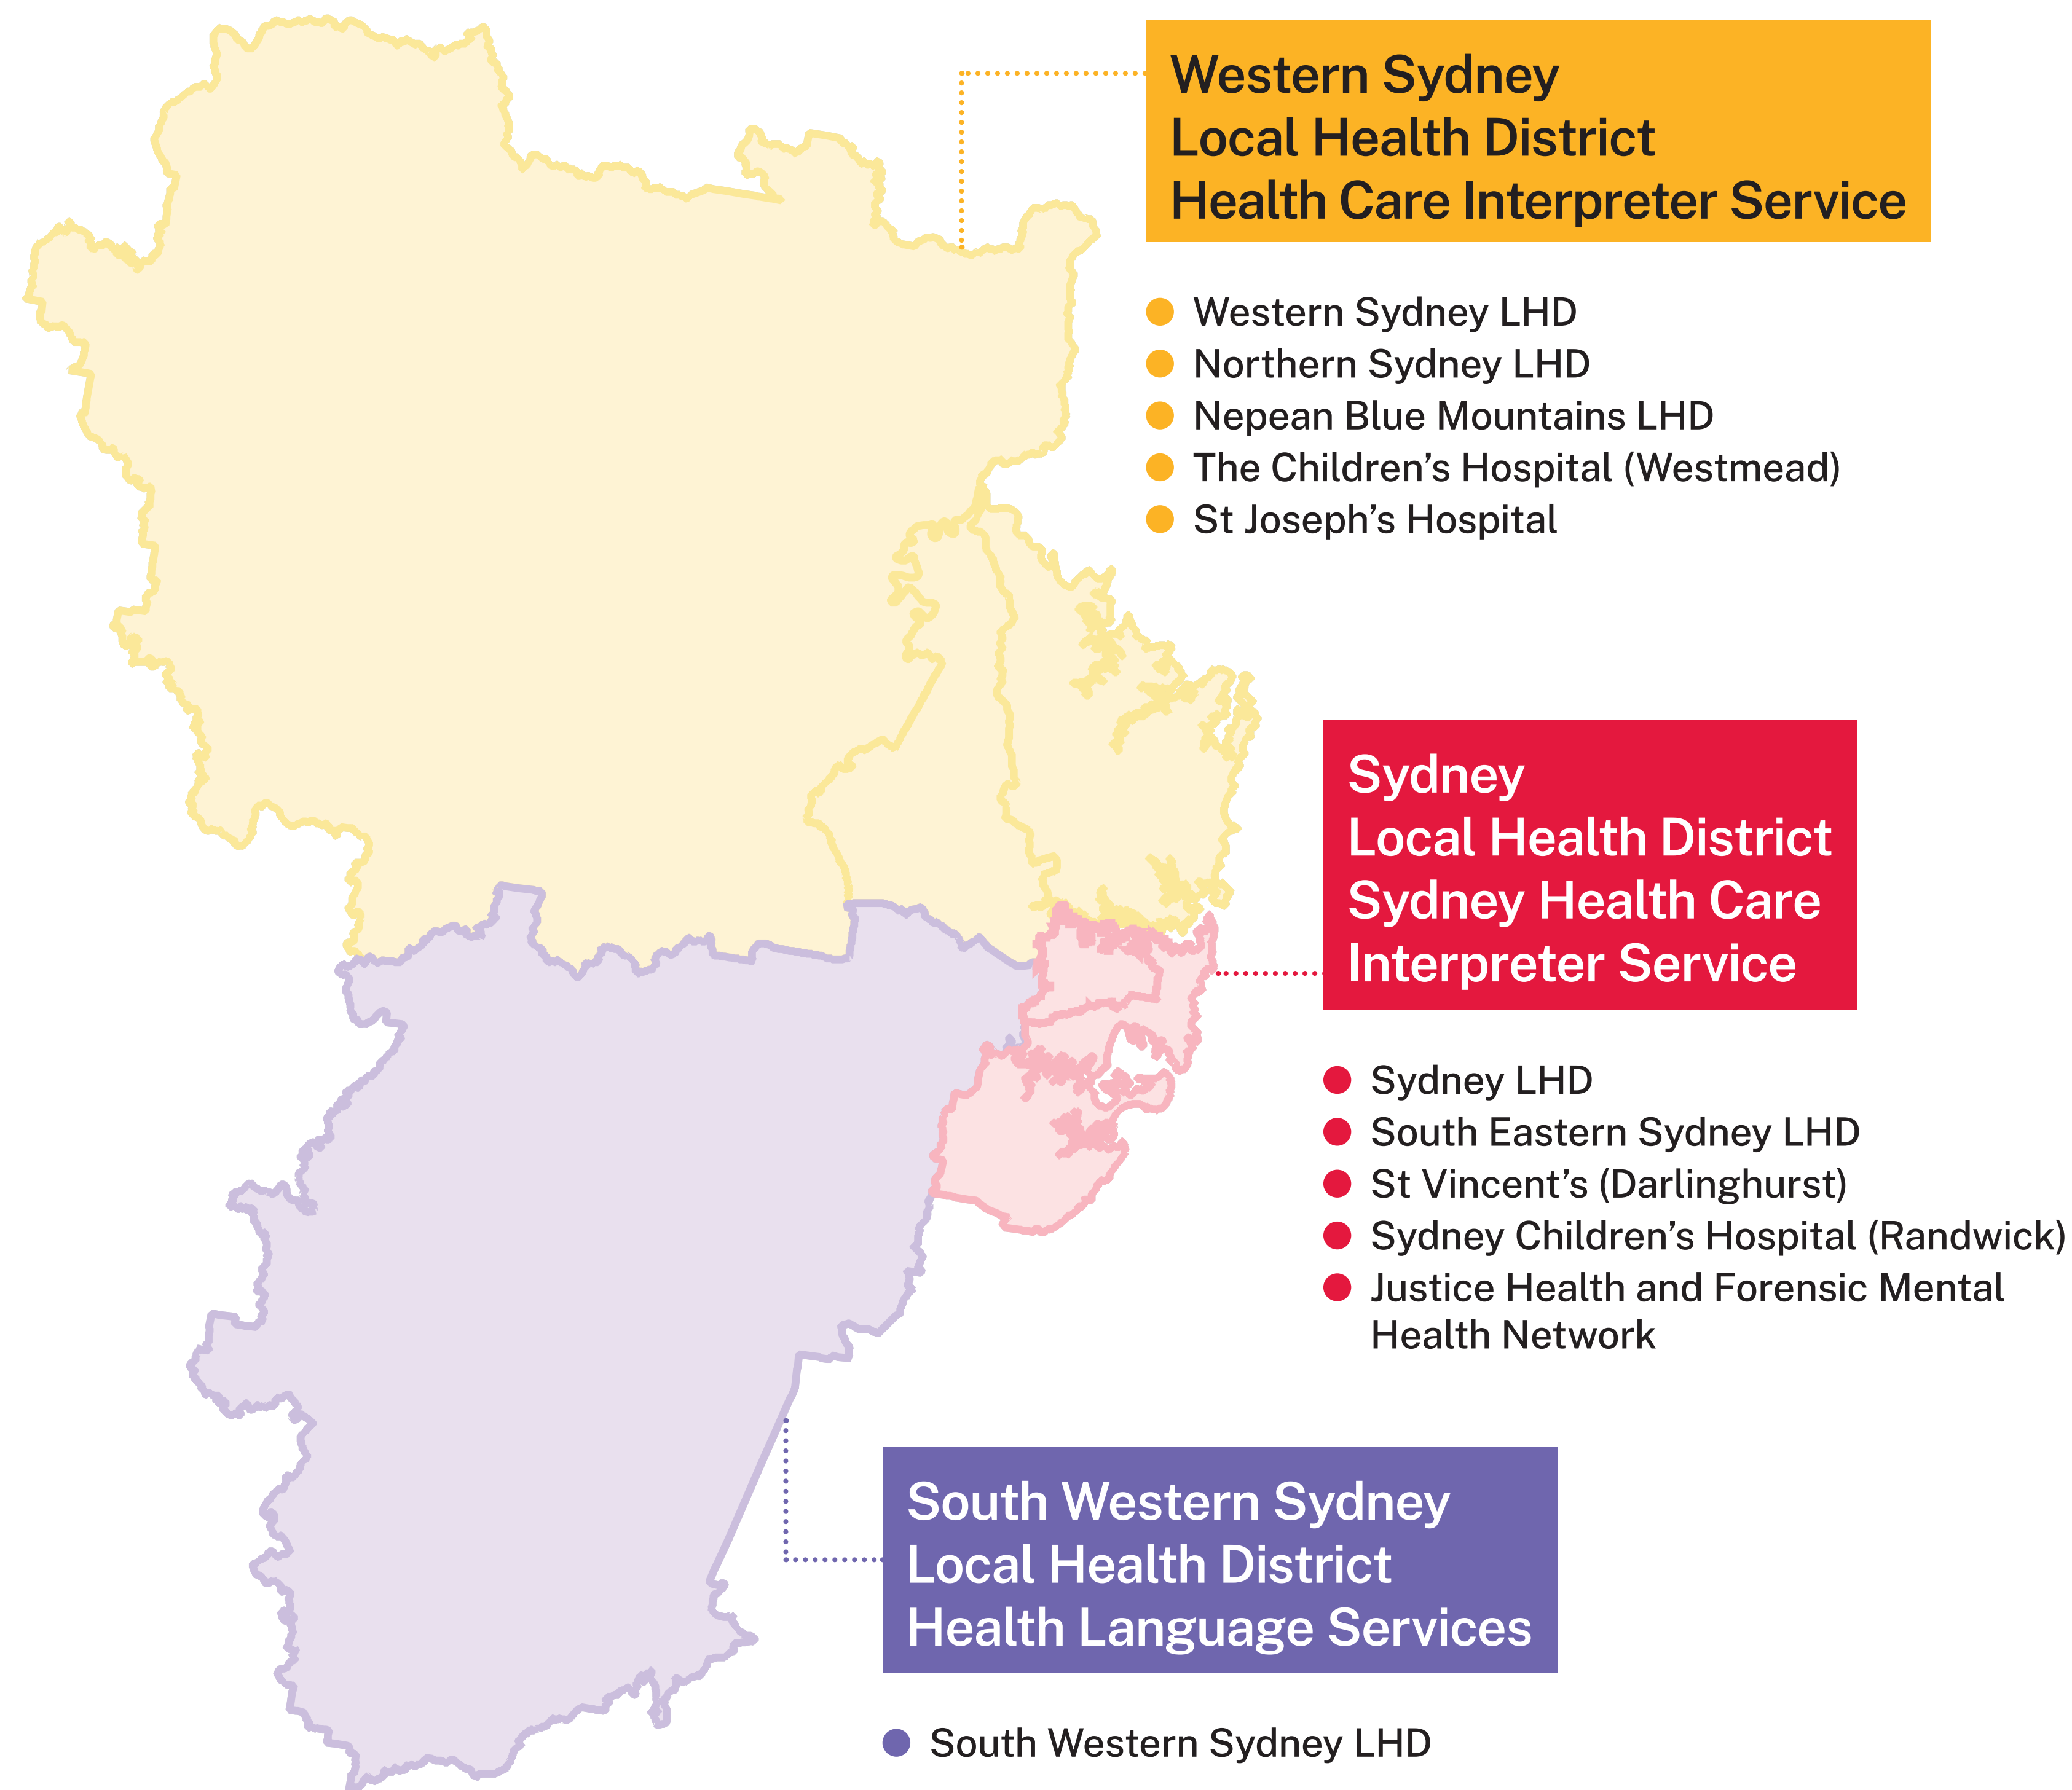 Western Sydney
Local Health District
Health Care Interpreter Service
Western Sydney LHD
Northern Sydney LHD
Nepean Blue Mountains LHD
The Children’s Hospital (Westmead)
St Joseph’s Hospital
Sydney
Local Health District
Sydney Health Care
Interpreter Service
Sydney LHD
South Eastern Sydney LHD
St Vincent’s (Darlinghurst)
Sydney Children’s Hospital (Randwick)
Justice Health and Forensic Mental
Health Network
South Western Sydney
Local Health District
Health Language Services
South Western Sydney LHD